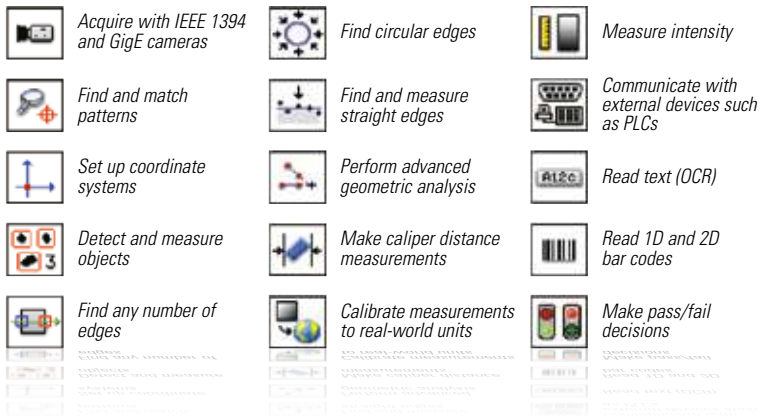 Acquire with IEEE 1394
and GigE cameras
Find and match
patterns
Set up coordinate
systems
Detect and measure
objects
3
Find any number of
edges
Find circular edges
Find and measure
straight edges
Perform advanced
geometric analysis
Make caliper distance
measurements
Calibrate measurements
to real-world units
Measure intensity
Communicate with
external devices such
as PLCs
A12c
Read text (OCR)
Read 1D and 2D
bar codes
Make pass/fail
decisions